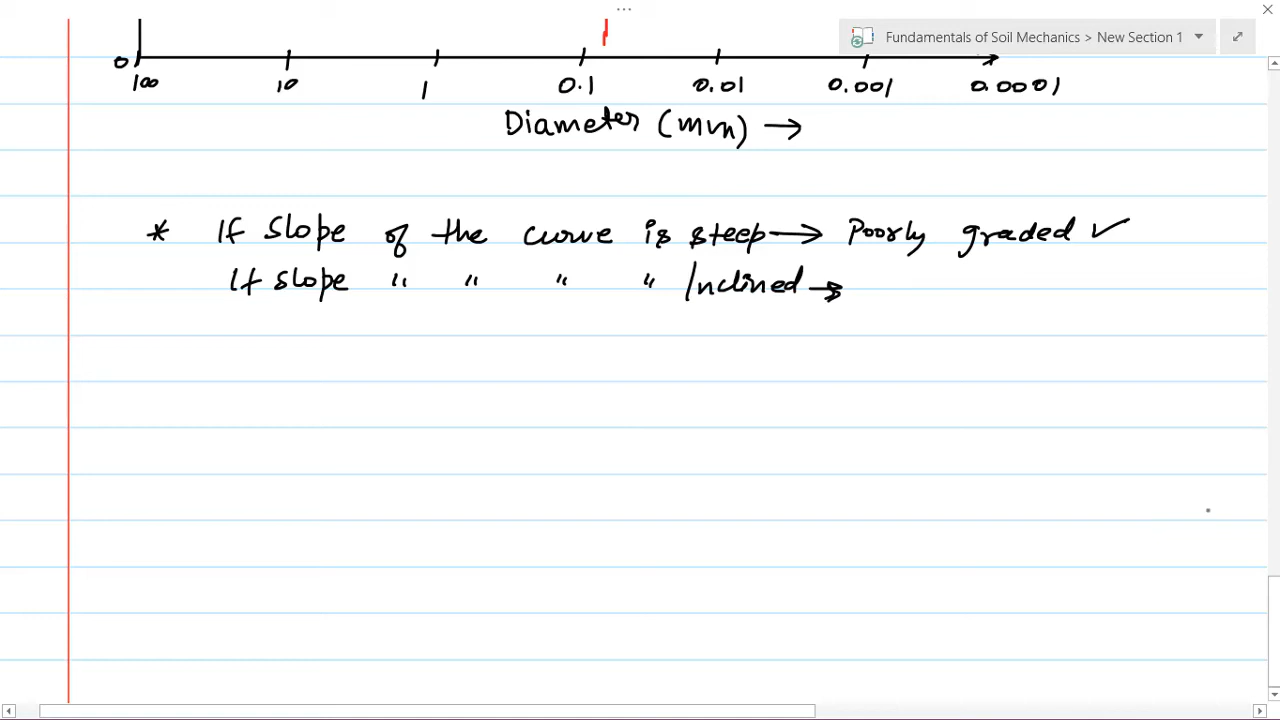 Fundamentals of Soil Mechanics > New Section 1
0
100 10 1 0.1 0.01 0.001 0.0001
Diameter (mm) →
* If slope of the curve is steep → Poorly graded ✓
If slope " " " " Inclined →